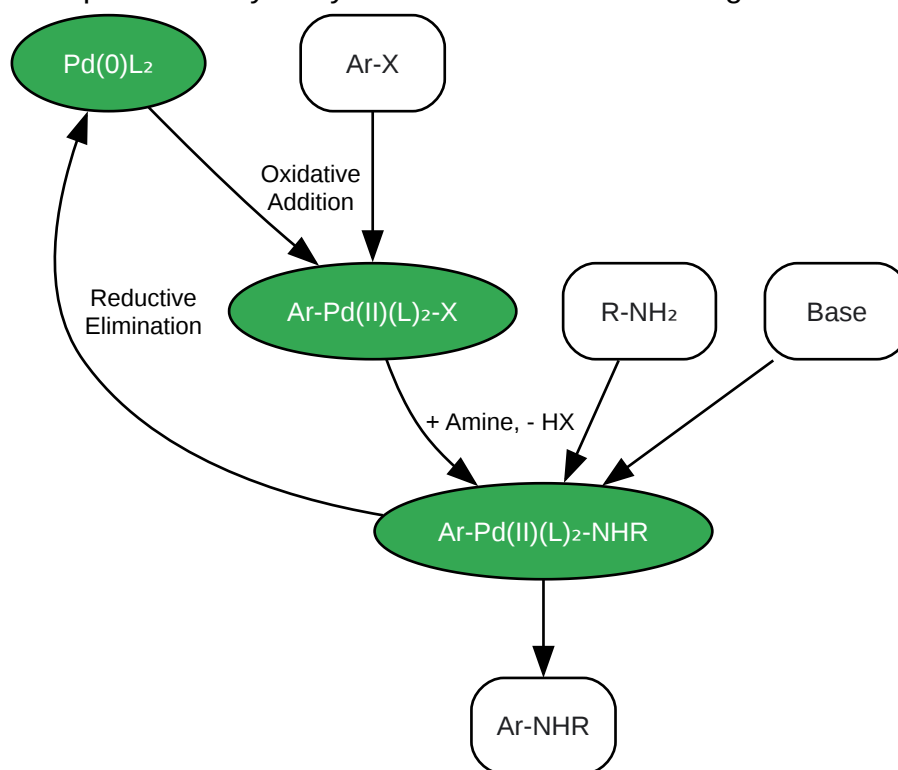 Pd(0)L₂
Ar-X
Oxidative
Addition
Ar-Pd(II)(L)₂-X
R-NH₂
Base
Reductive
Elimination
+ Amine, - HX
Ar-Pd(II)(L)₂-NHR
Ar-NHR